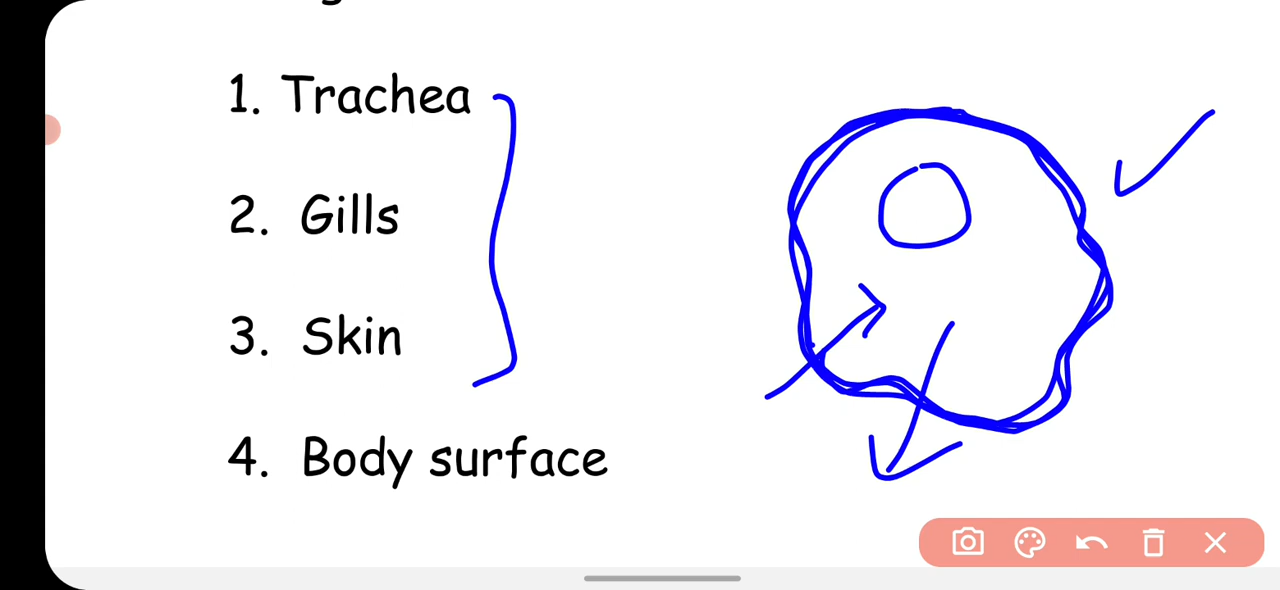 1. Trachea
2. Gills
3. Skin
4. Body surface